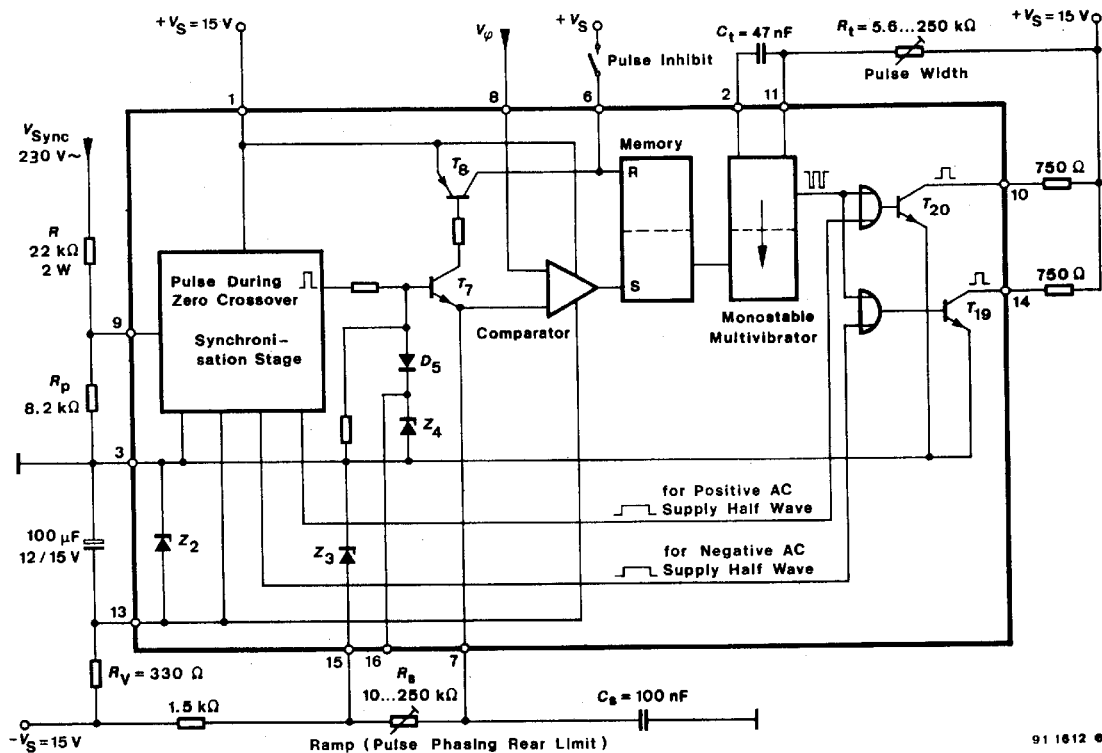 +VS = 15 V
Vφ
+VS
Pulse Inhibit
Ct = 47 nF
Rt = 5.6...250 kΩ
Pulse Width
+VS = 15 V
1
8
6
2
11
VSync
230 V~
R
22 kΩ
2 W
9
Rp
8.2 kΩ
3
100 µF
12/15 V
13
RV = 330 Ω
-VS = 15 V
1.5 kΩ
Pulse During
Zero Crossover
Synchroni-
sation Stage
T8
T7
D5
Z4
Z2
Z3
Comparator
Memory
R
S
Monostable
Multivibrator
T20
T19
10
750 Ω
14
750 Ω
for Positive AC
Supply Half Wave
for Negative AC
Supply Half Wave
15
16
7
Rs
10...250 kΩ
Ramp (Pulse Phasing Rear Limit)
Cs = 100 nF
91 1612 e